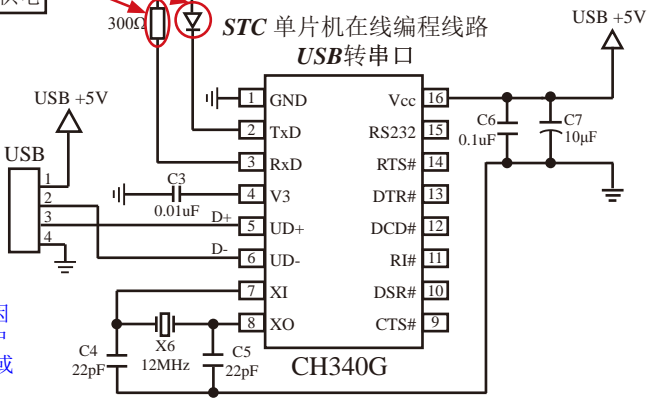 供电
300Ω
STC 单片机在线编程线路
USB转串口
USB +5V
USB +5V
USB
1
2
3
4
C3
0.01uF
D+
D-
1 GND
2 TxD
3 RxD
4 V3
5 UD+
6 UD-
7 XI
8 XO
Vcc 16
RS232 15
RTS# 14
DTR# 13
DCD# 12
RI# 11
DSR# 10
CTS# 9
CH340G
C6
0.1uF
C7
10μF
C4
22pF
X6
12MHz
C5
22pF
或